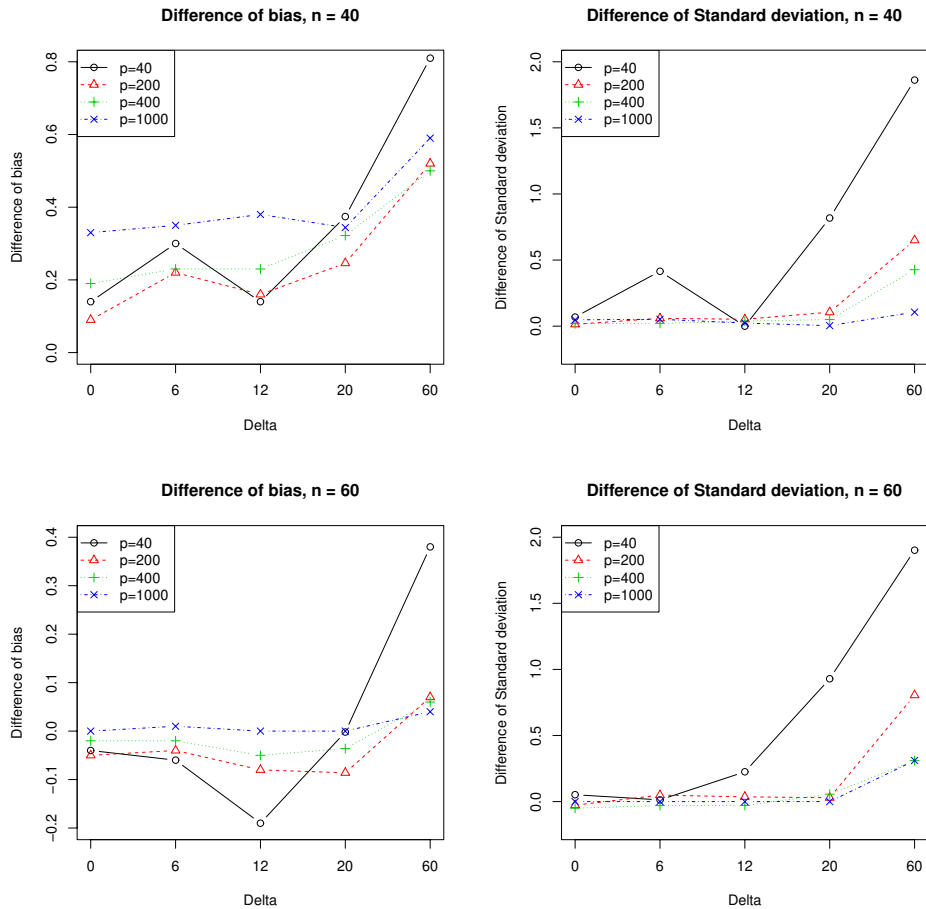 Difference of bias, n = 40
p=40
p=200
p=400
p=1000
0.8
0.6
0.4
0.2
0.0
Difference of bias
0 6 12 20 60
Delta
Difference of Standard deviation, n = 40
p=40
p=200
p=400
p=1000
2.0
1.5
1.0
0.5
0.0
Difference of Standard deviation
0 6 12 20 60
Delta
Difference of bias, n = 60
p=40
p=200
p=400
p=1000
0.4
0.3
0.2
0.1
0.0
−0.1
−0.2
Difference of bias
0 6 12 20 60
Delta
Difference of Standard deviation, n = 60
p=40
p=200
p=400
p=1000
2.0
1.5
1.0
0.5
0.0
Difference of Standard deviation
0 6 12 20 60
Delta